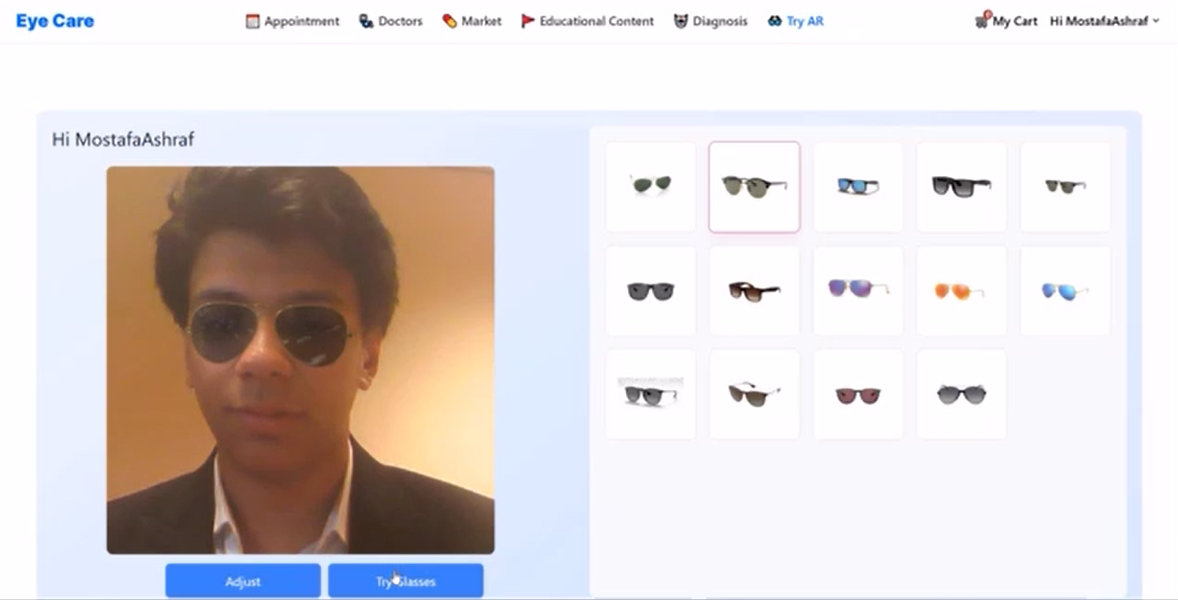 Eye Care Appointment Doctors Market Educational Content Diagnosis Try AR My Cart Hi MostafaAshraf
Hi MostafaAshraf
Adjust Try Glasses